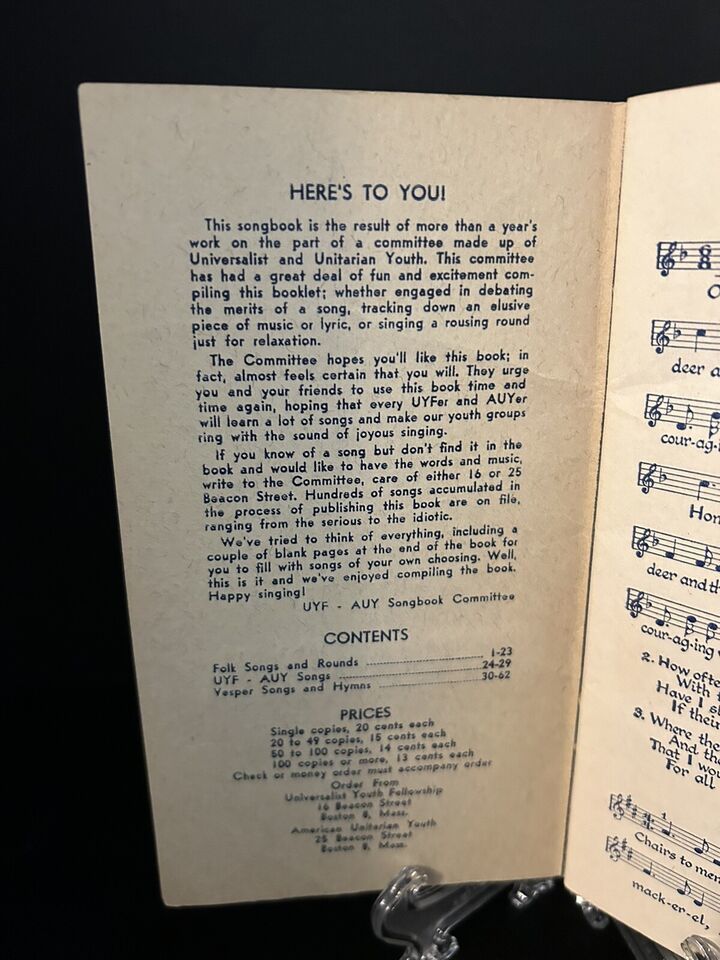 HERE'S TO YOU!
This songbook is the result of more than a year's
work on the part of a committee made up of
Universalist and Unitarian Youth. This committee
has had a great deal of fun and excitement com-
piling this booklet; whether engaged in debating
the merits of a song, tracking down an elusive
piece of music or lyric, or singing a rousing round
just for relaxation.
The Committee hopes you'll like this book; in
fact, almost feels certain that you will. They urge
you and your friends to use this book time and
time again, hoping that every UYFer and AUYer
will learn a lot of songs and make our youth groups
ring with the sound of joyous singing.
If you know of a song but don't find it in the
book and would like to have the words and music,
write to the Committee, care of either 16 or 25
Beacon Street. Hundreds of songs accumulated in
the process of publishing this book are on file,
ranging from the serious to the idiotic.
We've tried to think of everything, including a
couple of blank pages at the end of the book for
you to fill with songs of your own choosing. Well,
this is it and we've enjoyed compiling the book.
Happy singing!
UYF - AUY Songbook Committee
CONTENTS
Folk Songs and Rounds ........................ 1-23
UYF - AUY Songs ........................ 24-29
Vesper Songs and Hymns ........................ 30-62
PRICES
Single copies, 20 cents each
20 to 49 copies, 15 cents each
50 to 100 copies, 14 cents each
100 copies or more, 13 cents each
Check or money order must accompany order
Order From
Universalist Youth Fellowship
16 Beacon Street
Boston 8, Mass.
American Unitarian Youth
25 Beacon Street
Boston 8, Mass.
O
deer a
cour-ag-i
Hom
deer and th
cour-ag-ing
2. How ofte
With t
Have I s
If their
3. Where the
And the
That I wou
For all
Chairs to men
mack-er-el,